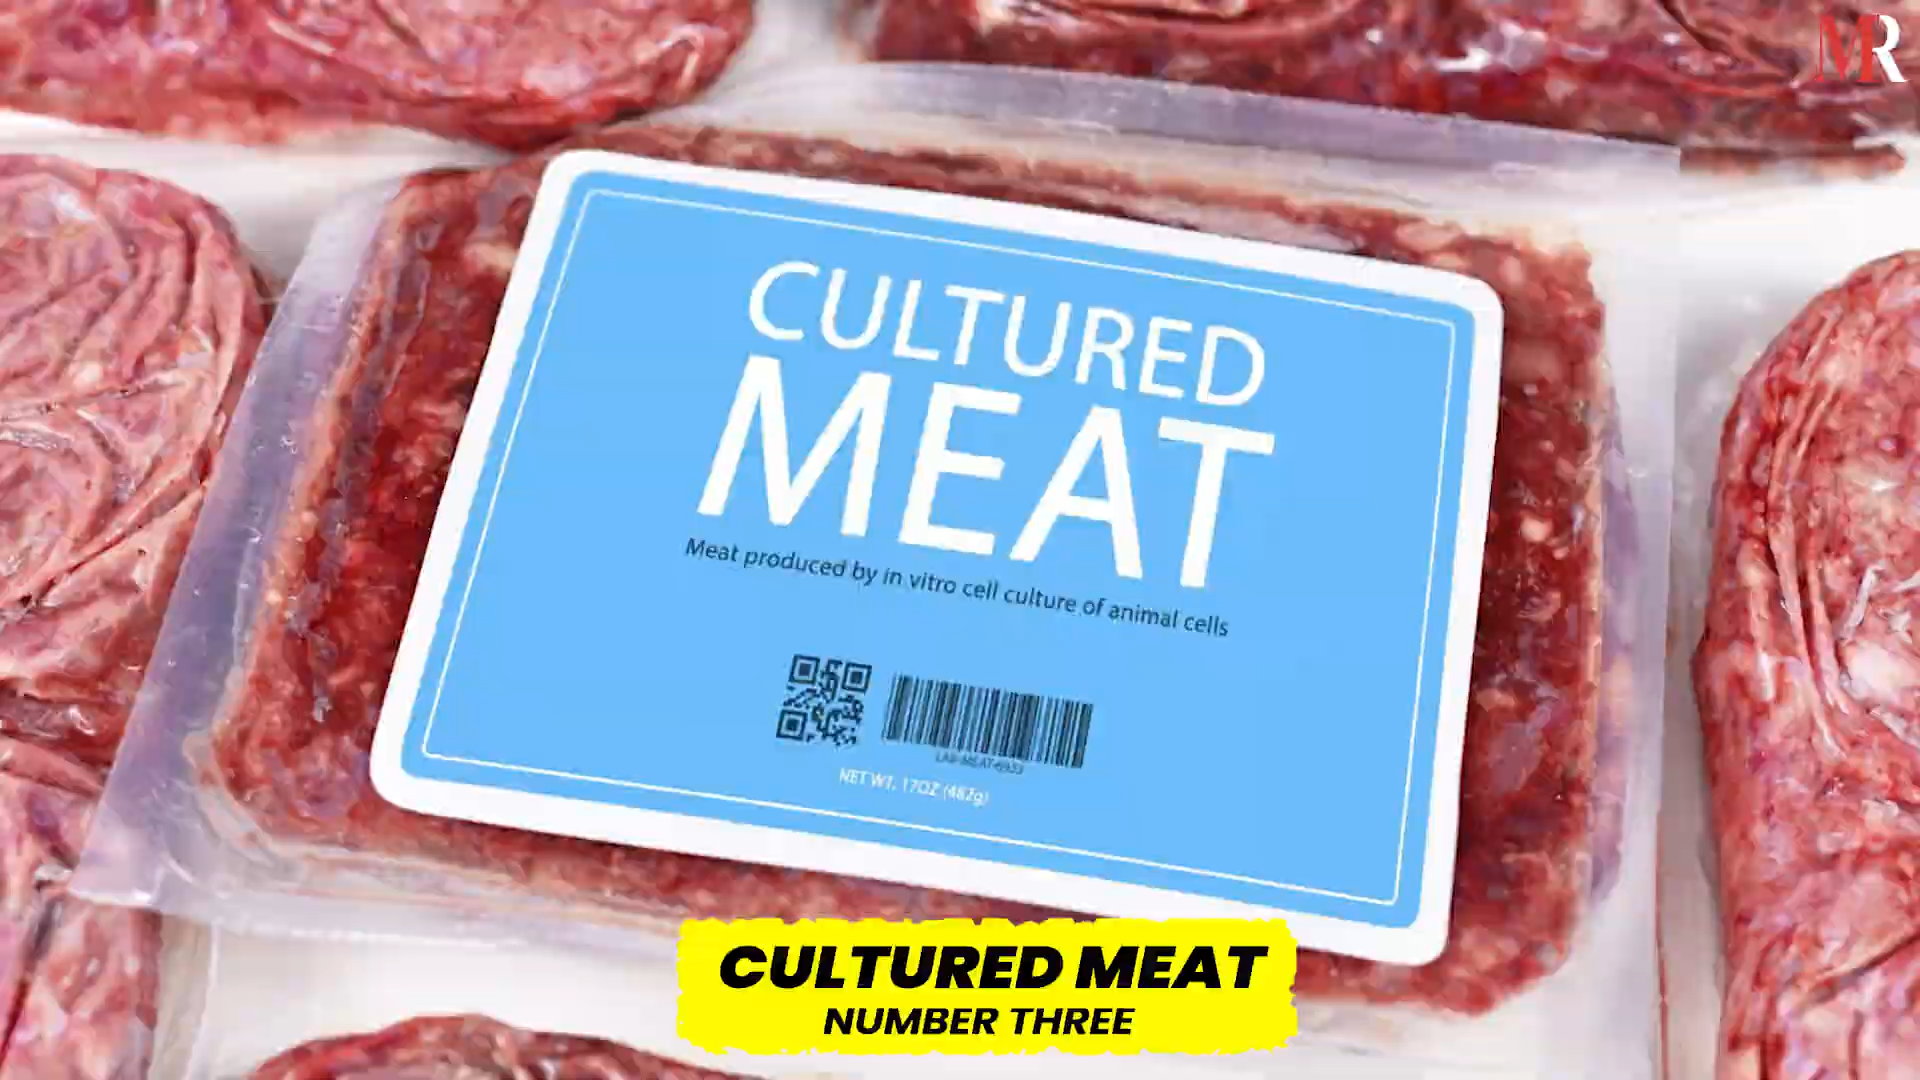 MR
CULTURED
MEAT
Meat produced by in vitro cell culture of animal cells
NET WT. 17OZ (482g)
CULTURED MEAT
NUMBER THREE